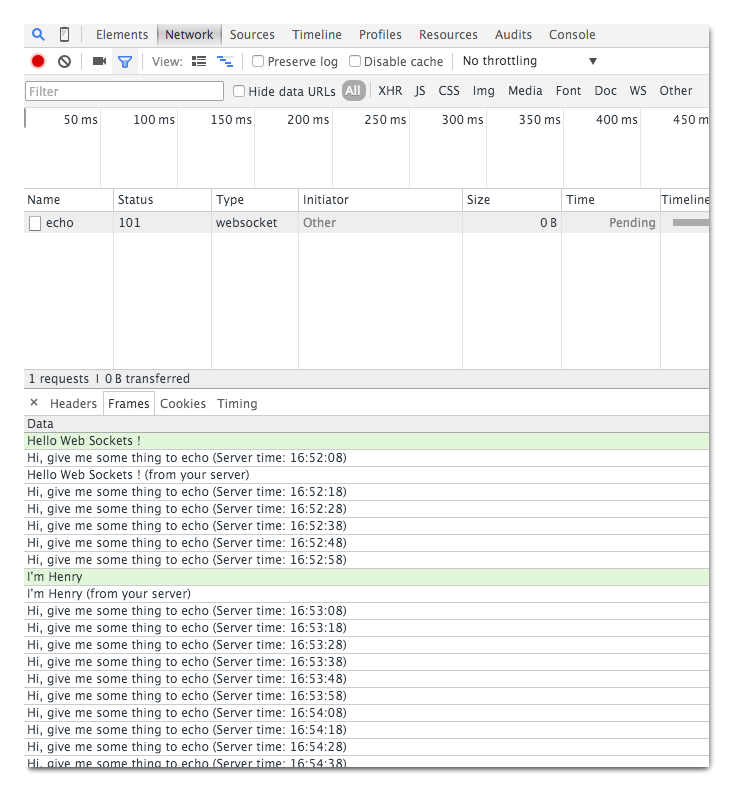 Elements Network Sources Timeline Profiles Resources Audits Console
View: Preserve log Disable cache No throttling
Filter Hide data URLs All XHR JS CSS Img Media Font Doc WS Other
50 ms 100 ms 150 ms 200 ms 250 ms 300 ms 350 ms 400 ms 450 m
Name Status Type Initiator Size Time Timeline
echo 101 websocket Other 0 B Pending
1 requests | 0 B transferred
× Headers Frames Cookies Timing
Data
Hello Web Sockets !
Hi, give me some thing to echo (Server time: 16:52:08)
Hello Web Sockets ! (from your server)
Hi, give me some thing to echo (Server time: 16:52:18)
Hi, give me some thing to echo (Server time: 16:52:28)
Hi, give me some thing to echo (Server time: 16:52:38)
Hi, give me some thing to echo (Server time: 16:52:48)
Hi, give me some thing to echo (Server time: 16:52:58)
I'm Henry
I'm Henry (from your server)
Hi, give me some thing to echo (Server time: 16:53:08)
Hi, give me some thing to echo (Server time: 16:53:18)
Hi, give me some thing to echo (Server time: 16:53:28)
Hi, give me some thing to echo (Server time: 16:53:38)
Hi, give me some thing to echo (Server time: 16:53:48)
Hi, give me some thing to echo (Server time: 16:53:58)
Hi, give me some thing to echo (Server time: 16:54:08)
Hi, give me some thing to echo (Server time: 16:54:18)
Hi, give me some thing to echo (Server time: 16:54:28)
Hi, give me some thing to echo (Server time: 16:54:38)